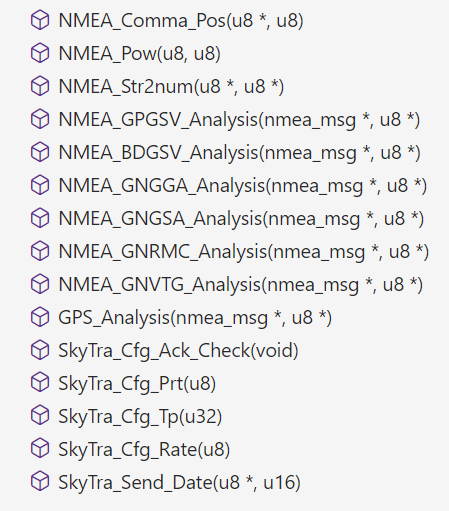 NMEA_Comma_Pos(u8 *, u8)
NMEA_Pow(u8, u8)
NMEA_Str2num(u8 *, u8 *)
NMEA_GPGSV_Analysis(nmea_msg *, u8 *)
NMEA_BDGSV_Analysis(nmea_msg *, u8 *)
NMEA_GNGGA_Analysis(nmea_msg *, u8 *)
NMEA_GNGSA_Analysis(nmea_msg *, u8 *)
NMEA_GNRMC_Analysis(nmea_msg *, u8 *)
NMEA_GNVTG_Analysis(nmea_msg *, u8 *)
GPS_Analysis(nmea_msg *, u8 *)
SkyTra_Cfg_Ack_Check(void)
SkyTra_Cfg_Prt(u8)
SkyTra_Cfg_Tp(u32)
SkyTra_Cfg_Rate(u8)
SkyTra_Send_Date(u8 *, u16)